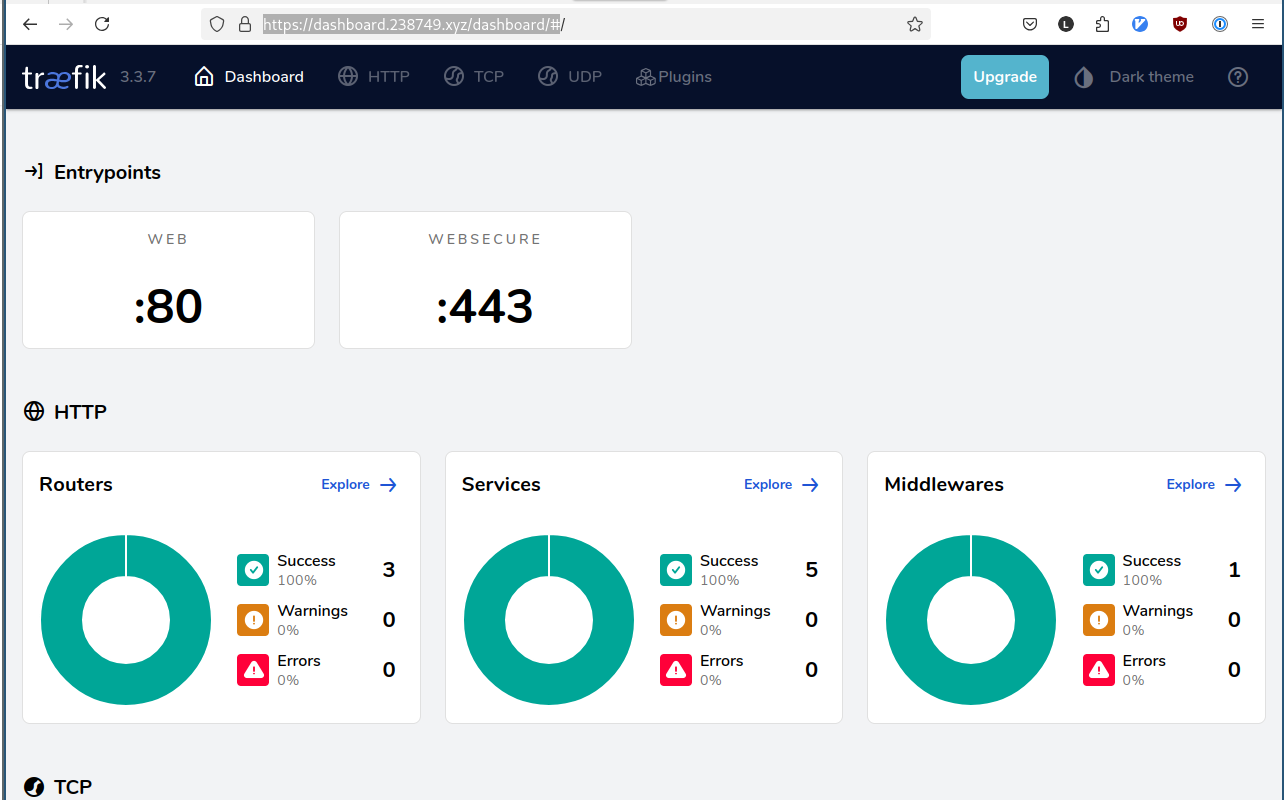 https://dashboard.238749.xyz/dashboard/#/
L
træfik 3.3.7 Dashboard HTTP TCP UDP Plugins Upgrade Dark theme
Entrypoints
WEB
:80
WEBSECURE
:443
HTTP
Routers Explore
Success 3
100%
Warnings 0
0%
Errors 0
0%
Services Explore
Success 5
100%
Warnings 0
0%
Errors 0
0%
Middlewares Explore
Success 1
100%
Warnings 0
0%
Errors 0
0%
TCP